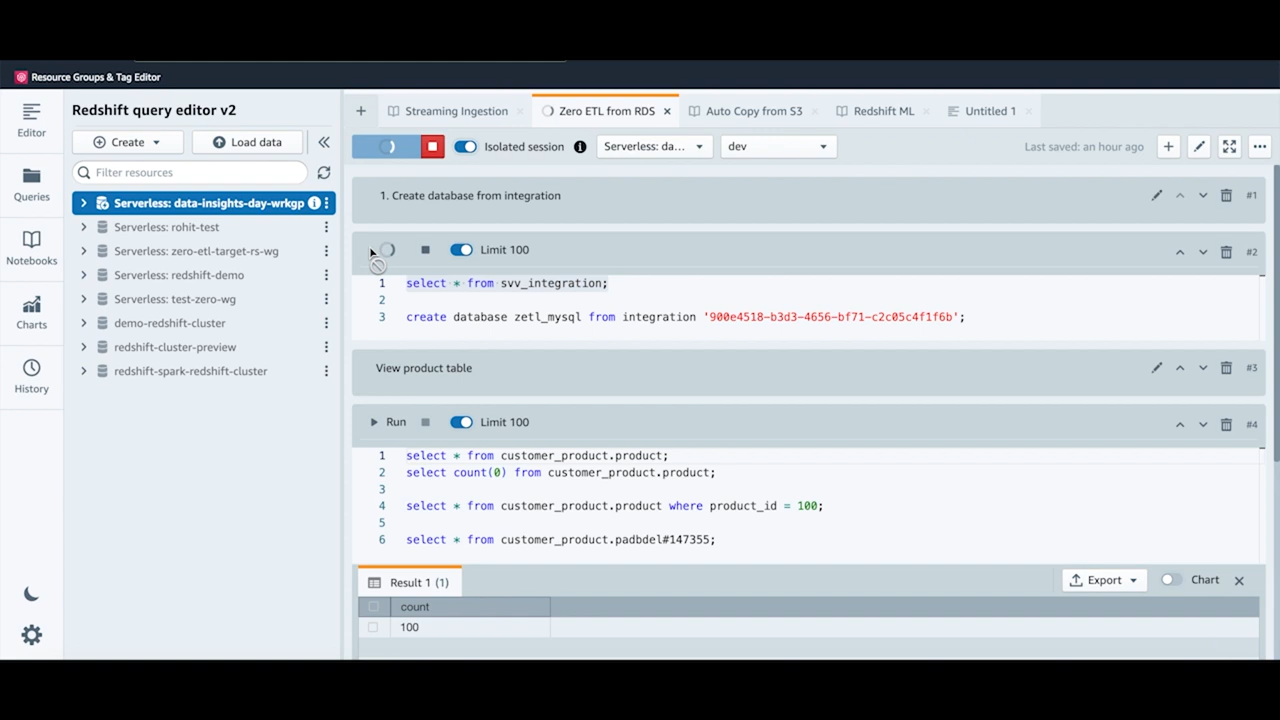 Resource Groups & Tag Editor
Editor
Queries
Notebooks
Charts
History
Redshift query editor v2
Create
Load data
Filter resources
Serverless: data-insights-day-wrkgp
Serverless: rohit-test
Serverless: zero-etl-target-rs-wg
Serverless: redshift-demo
Serverless: test-zero-wg
demo-redshift-cluster
redshift-cluster-preview
redshift-spark-redshift-cluster
Streaming Ingestion
Zero ETL from RDS
Auto Copy from S3
Redshift ML
Untitled 1
Isolated session
Serverless: da...
dev
Last saved: an hour ago
1. Create database from integration
#1
Limit 100
#2
1 select * from svv_integration;
2
3 create database zetl_mysql from integration '900e4518-b3d3-4656-bf71-c2c05c4f1f6b';
View product table
#3
Run
Limit 100
#4
1 select * from customer_product.product;
2 select count(0) from customer_product.product;
3
4 select * from customer_product.product where product_id = 100;
5
6 select * from customer_product.padbdel#147355;
Result 1 (1)
Export
Chart
count
100